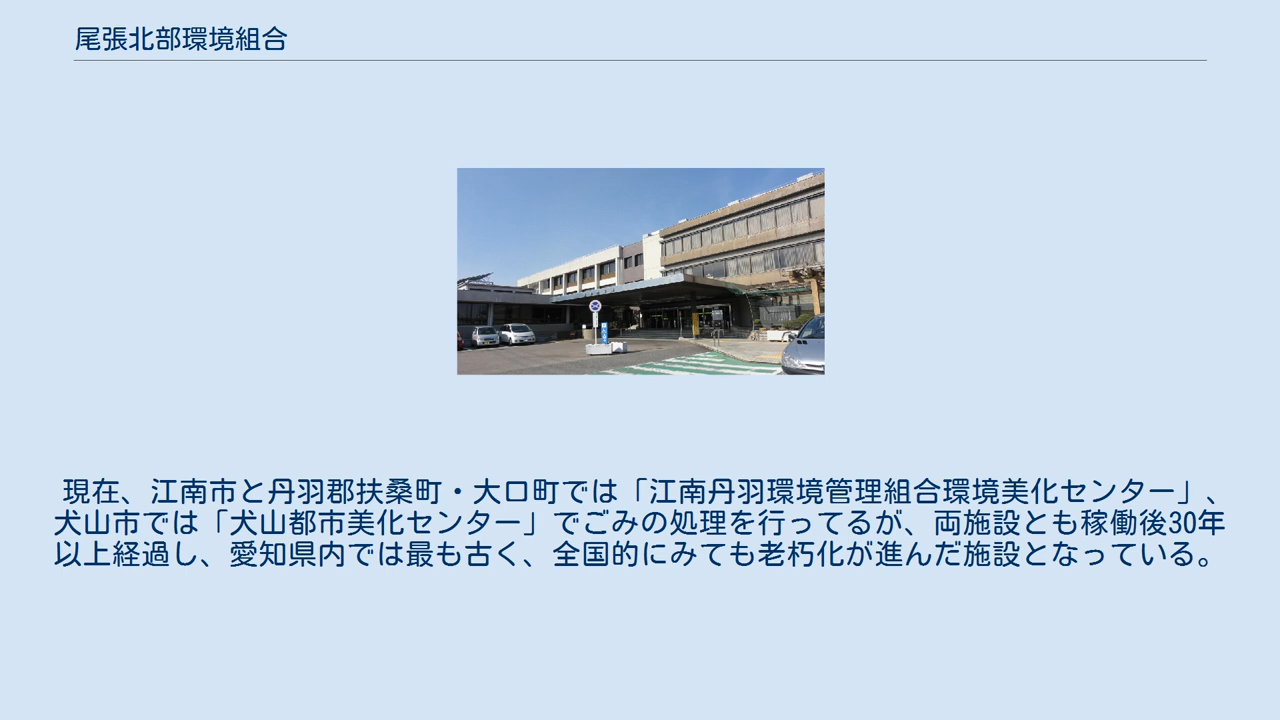 尾張北部環境組合
現在、江南市と丹羽郡扶桑町・大口町では「江南丹羽環境管理組合環境美化センター」、
犬山市では「犬山都市美化センター」でごみの処理を行ってるが、両施設とも稼働後30年
以上経過し、愛知県内では最も古く、全国的にみても老朽化が進んだ施設となっている。